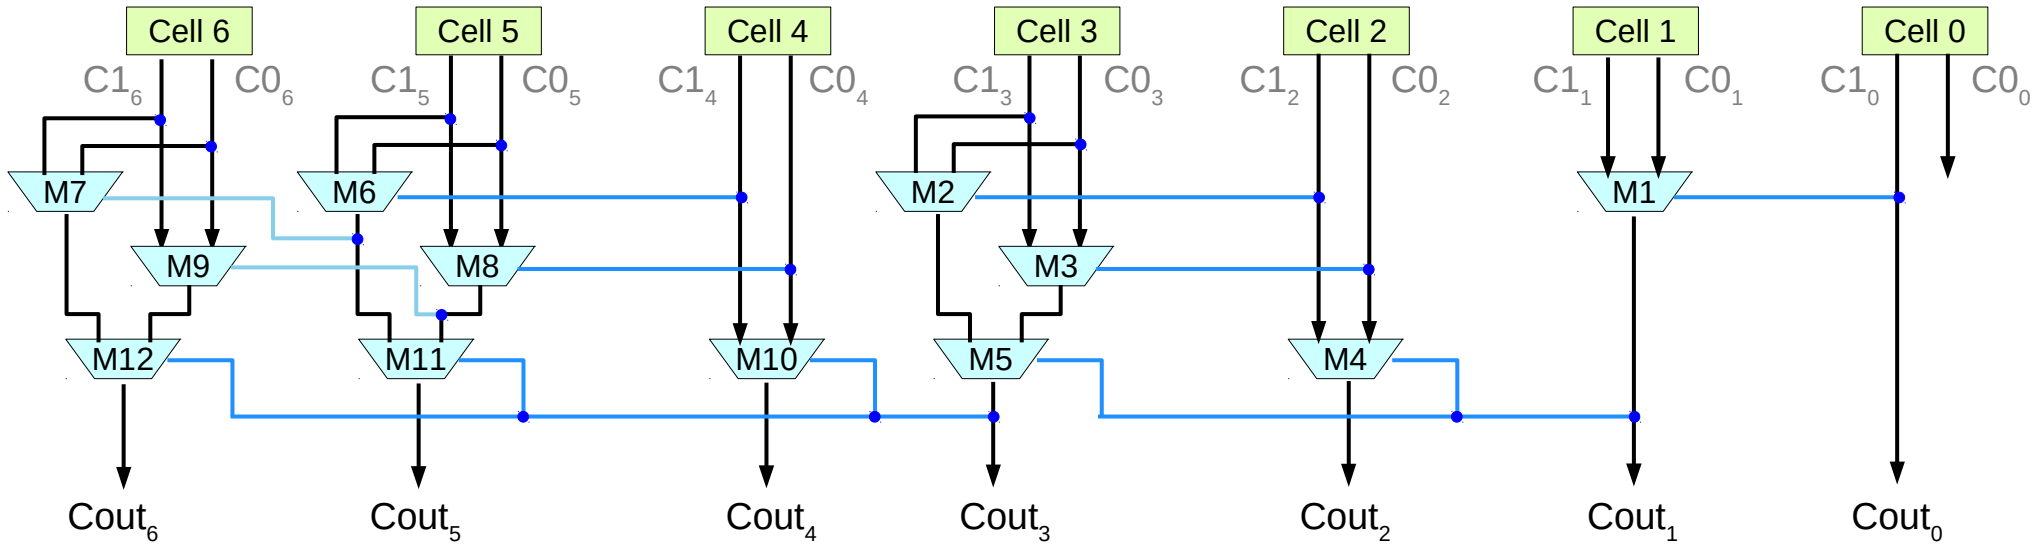 Cell 6 Cell 5 Cell 4 Cell 3 Cell 2 Cell 1 Cell 0
C1₆ C0₆ C1₅ C0₅ C1₄ C0₄ C1₃ C0₃ C1₂ C0₂ C1₁ C0₁ C1₀ C0₀
M7 M6 M2 M1
M9 M8 M3
M12 M11 M10 M5 M4
Cout₆ Cout₅ Cout₄ Cout₃ Cout₂ Cout₁ Cout₀